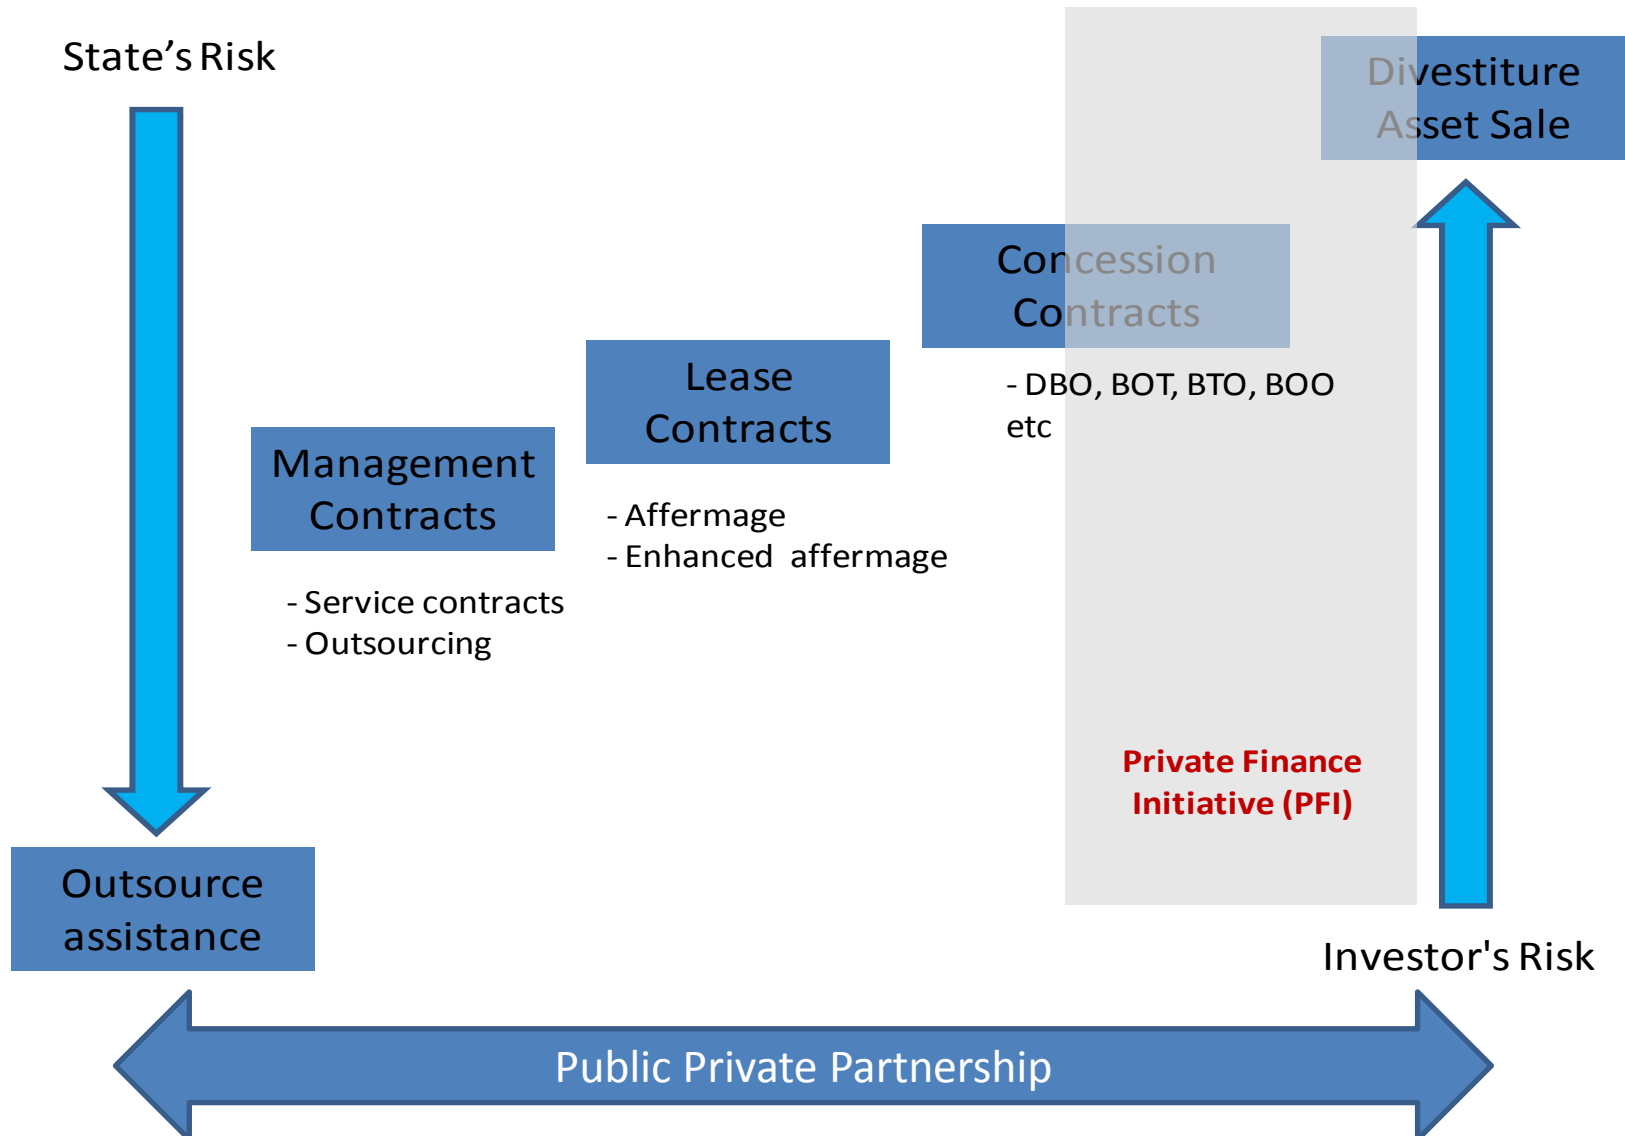 State’s Risk
Divestiture
Asset Sale
Concession
Contracts
- DBO, BOT, BTO, BOO
etc
Lease
Contracts
- Affermage
- Enhanced affermage
Management
Contracts
- Service contracts
- Outsourcing
Private Finance
Initiative (PFI)
Outsource
assistance
Investor's Risk
Public Private Partnership